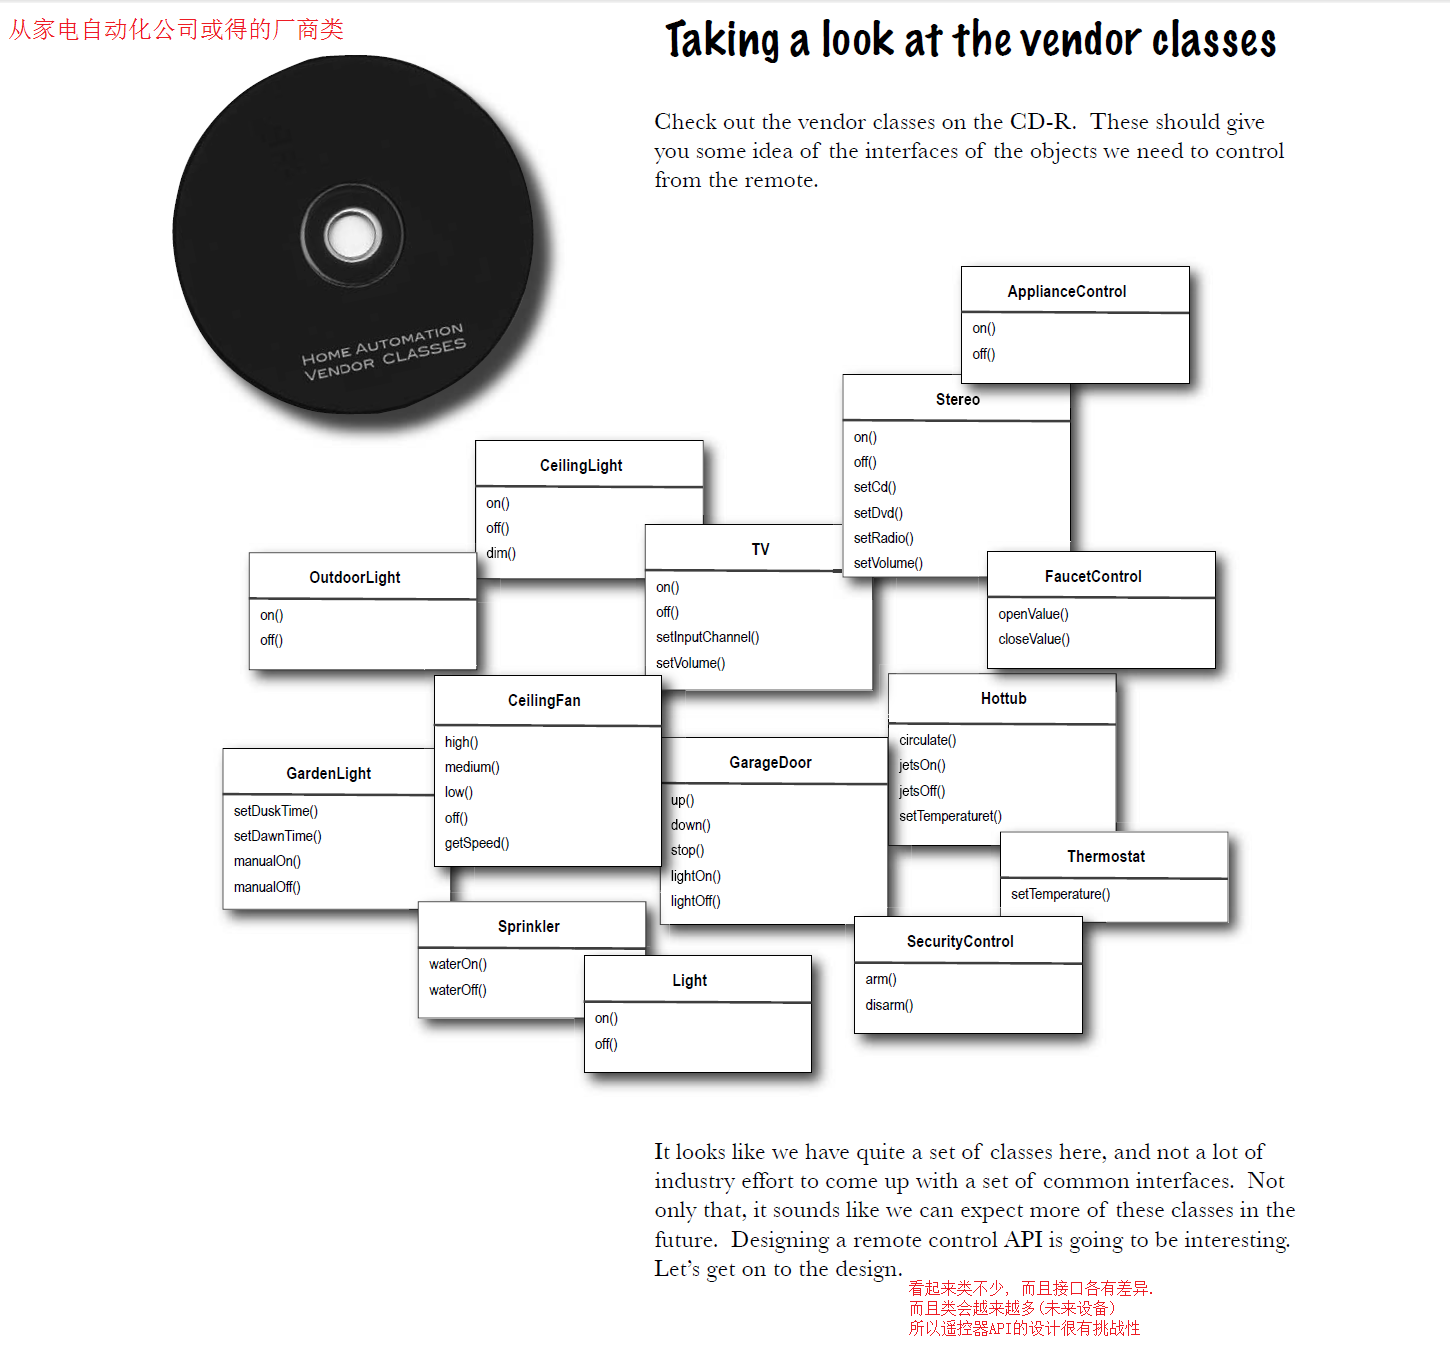 从家电自动化公司或得的厂商类
Taking a look at the vendor classes
Check out the vendor classes on the CD-R. These should give
you some idea of the interfaces of the objects we need to control
from the remote.
HOME AUTOMATION
VENDOR CLASSES
ApplianceControl
on()
off()
Stereo
on()
off()
setCd()
setDvd()
setRadio()
setVolume()
CeilingLight
on()
off()
dim()
TV
on()
off()
setInputChannel()
setVolume()
OutdoorLight
on()
off()
FaucetControl
openValue()
closeValue()
CeilingFan
high()
medium()
low()
off()
getSpeed()
Hottub
circulate()
jetsOn()
jetsOff()
setTemperaturet()
GardenLight
setDuskTime()
setDawnTime()
manualOn()
manualOff()
GarageDoor
up()
down()
stop()
lightOn()
lightOff()
Thermostat
setTemperature()
Sprinkler
waterOn()
waterOff()
Light
on()
off()
SecurityControl
arm()
disarm()
It looks like we have quite a set of classes here, and not a lot of
industry effort to come up with a set of common interfaces. Not
only that, it sounds like we can expect more of these classes in the
future. Designing a remote control API is going to be interesting.
Let's get on to the design.
看起来类不少, 而且接口各有差异.
而且类会越来越多(未来设备)
所以遥控器API的设计很有挑战性